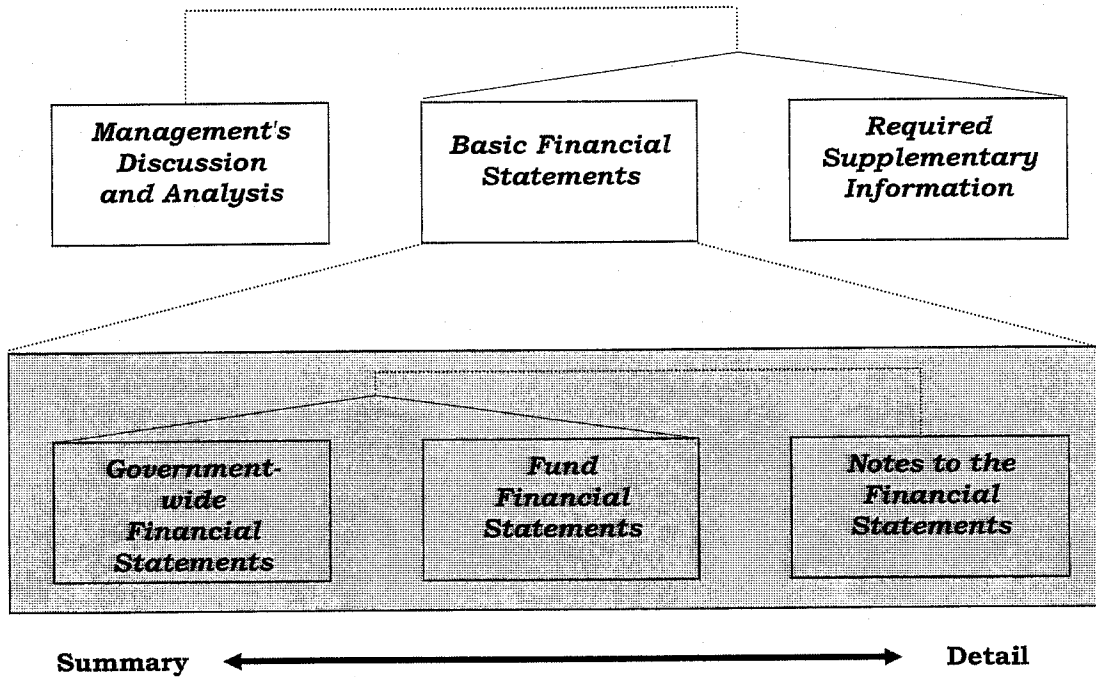 Management's
Discussion
and Analysis
Basic Financial
Statements
Required
Supplementary
Information
Government-
wide
Financial
Statements
Fund
Financial
Statements
Notes to the
Financial
Statements
Summary
Detail